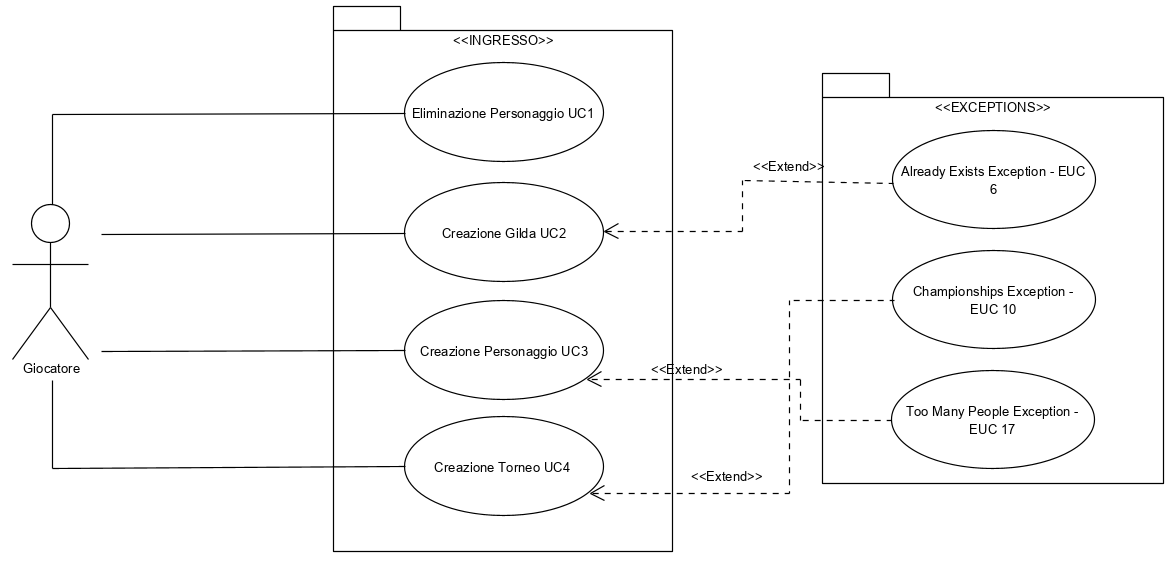 <<INGRESSO>>
Eliminazione Personaggio UC1
<<EXCEPTIONS>>
<<Extend>>
Already Exists Exception - EUC
6
Creazione Gilda UC2
Championships Exception -
EUC 10
Creazione Personaggio UC3
<<Extend>>
Giocatore
Too Many People Exception -
EUC 17
Creazione Torneo UC4
<<Extend>>